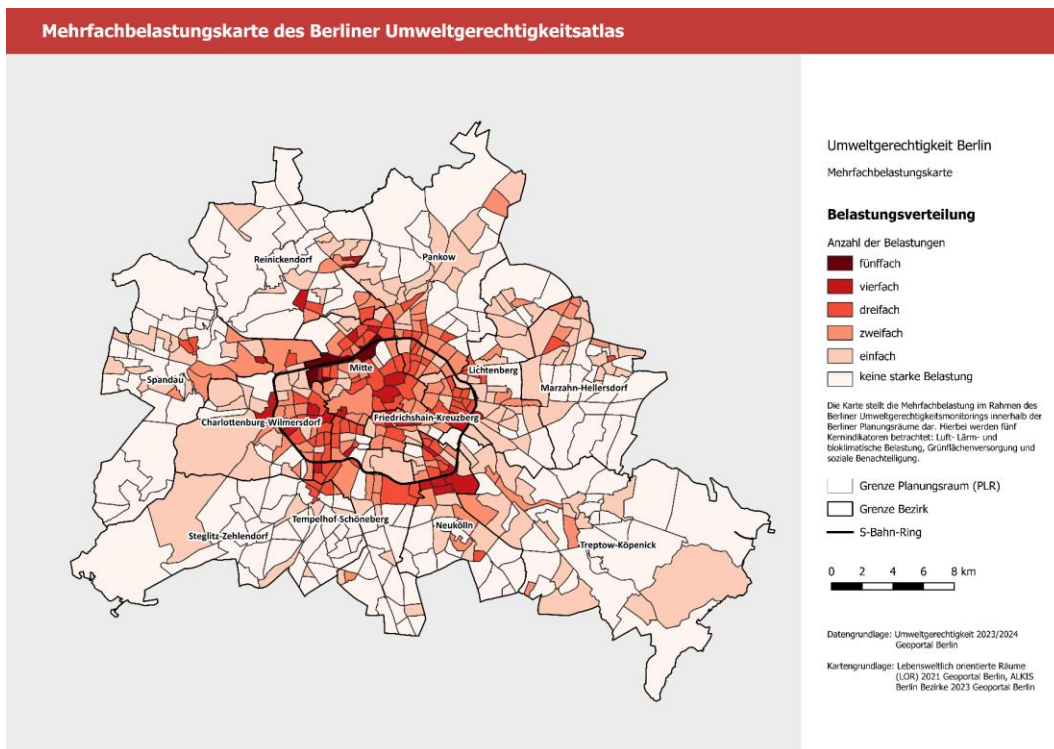 Mehrfachbelastungskarte des Berliner Umweltgerechtigkeitsatlas
Reinickendorf
Pankow
Spandau
Mitte
Lichtenberg
Marzahn-Hellersdorf
Charlottenburg-Wilmersdorf
Friedrichshain-Kreuzberg
Tempelhof-Schöneberg
Steglitz-Zehlendorf
Neukölln
Treptow-Köpenick
Umweltgerechtigkeit Berlin
Mehrfachbelastungskarte
Belastungsverteilung
Anzahl der Belastungen
fünffach
vierfach
dreifach
zweifach
einfach
keine starke Belastung
Die Karte stellt die Mehrfachbelastung im Rahmen des
Berliner Umweltgerechtigkeitsmonitorings innerhalb der
Berliner Planungsräume dar. Hierbei werden fünf
Kernindikatoren betrachtet: Luft- Lärm- und
bioklimatische Belastung, Grünflächenversorgung und
soziale Benachteiligung.
Grenze Planungsraum (PLR)
Grenze Bezirk
S-Bahn-Ring
0 2 4 6 8 km
Datengrundlage: Umweltgerechtigkeit 2023/2024
Geoportal Berlin
Kartengrundlage: Lebensweltlich orientierte Räume
(LOR) 2021 Geoportal Berlin, ALKIS
Berlin Bezirke 2023 Geoportal Berlin